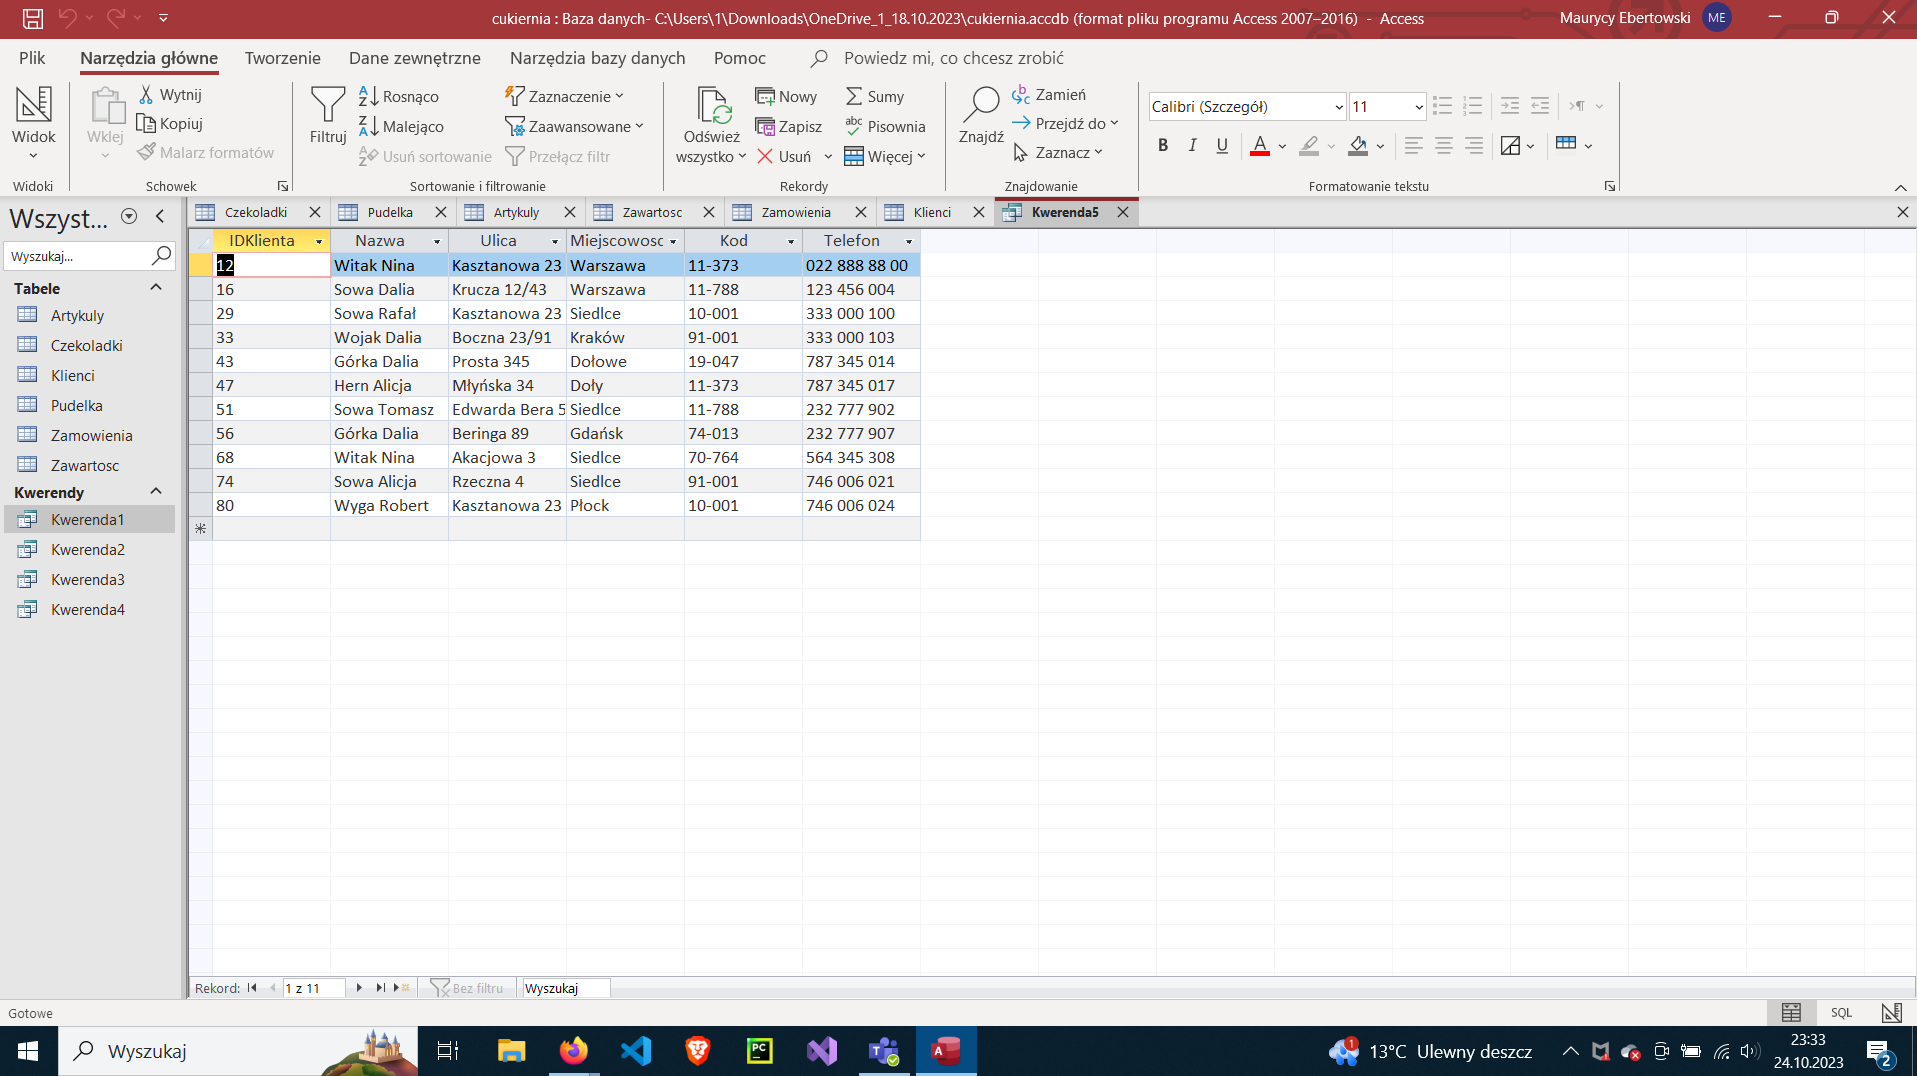 cukiernia : Baza danych- C:\Users\1\Downloads\OneDrive_1_18.10.2023\cukiernia.accdb (format pliku programu Access 2007–2016) - Access
Maurycy Ebertowski ME
Plik Narzędzia główne Tworzenie Dane zewnętrzne Narzędzia bazy danych Pomoc Powiedz mi, co chcesz zrobić
Widok
Widoki
Wklej
Wytnij
Kopiuj
Malarz formatów
Schowek
Filtruj
Rosnąco
Malejąco
Usuń sortowanie
Zaznaczenie
Zaawansowane
Przełącz filtr
Sortowanie i filtrowanie
Odśwież
wszystko
Nowy
Zapisz
Usuń
Sumy
Pisownia
Więcej
Rekordy
Znajdź
Zamień
Przejdź do
Zaznacz
Znajdowanie
Calibri (Szczegół) 11
B I U A
Formatowanie tekstu
Wszyst...
Wyszukaj...
Tabele
Artykuly
Czekoladki
Klienci
Pudelka
Zamowienia
Zawartosc
Kwerendy
Kwerenda1
Kwerenda2
Kwerenda3
Kwerenda4
Czekoladki Pudelka Artykuly Zawartosc Zamowienia Klienci Kwerenda5
IDKlienta Nazwa Ulica Miejscowosc Kod Telefon
12 Witak Nina Kasztanowa 23 Warszawa 11-373 022 888 88 00
16 Sowa Dalia Krucza 12/43 Warszawa 11-788 123 456 004
29 Sowa Rafał Kasztanowa 23 Siedlce 10-001 333 000 100
33 Wojak Dalia Boczna 23/91 Kraków 91-001 333 000 103
43 Górka Dalia Prosta 345 Dołowe 19-047 787 345 014
47 Hern Alicja Młyńska 34 Doły 11-373 787 345 017
51 Sowa Tomasz Edwarda Bera 5 Siedlce 11-788 232 777 902
56 Górka Dalia Beringa 89 Gdańsk 74-013 232 777 907
68 Witak Nina Akacjowa 3 Siedlce 70-764 564 345 308
74 Sowa Alicja Rzeczna 4 Siedlce 91-001 746 006 021
80 Wyga Robert Kasztanowa 23 Płock 10-001 746 006 024
Rekord: 1 z 11 Bez filtru Wyszukaj
Gotowe
SQL
Wyszukaj
PC
A
1
13°C Ulewny deszcz
23:33
24.10.2023
2